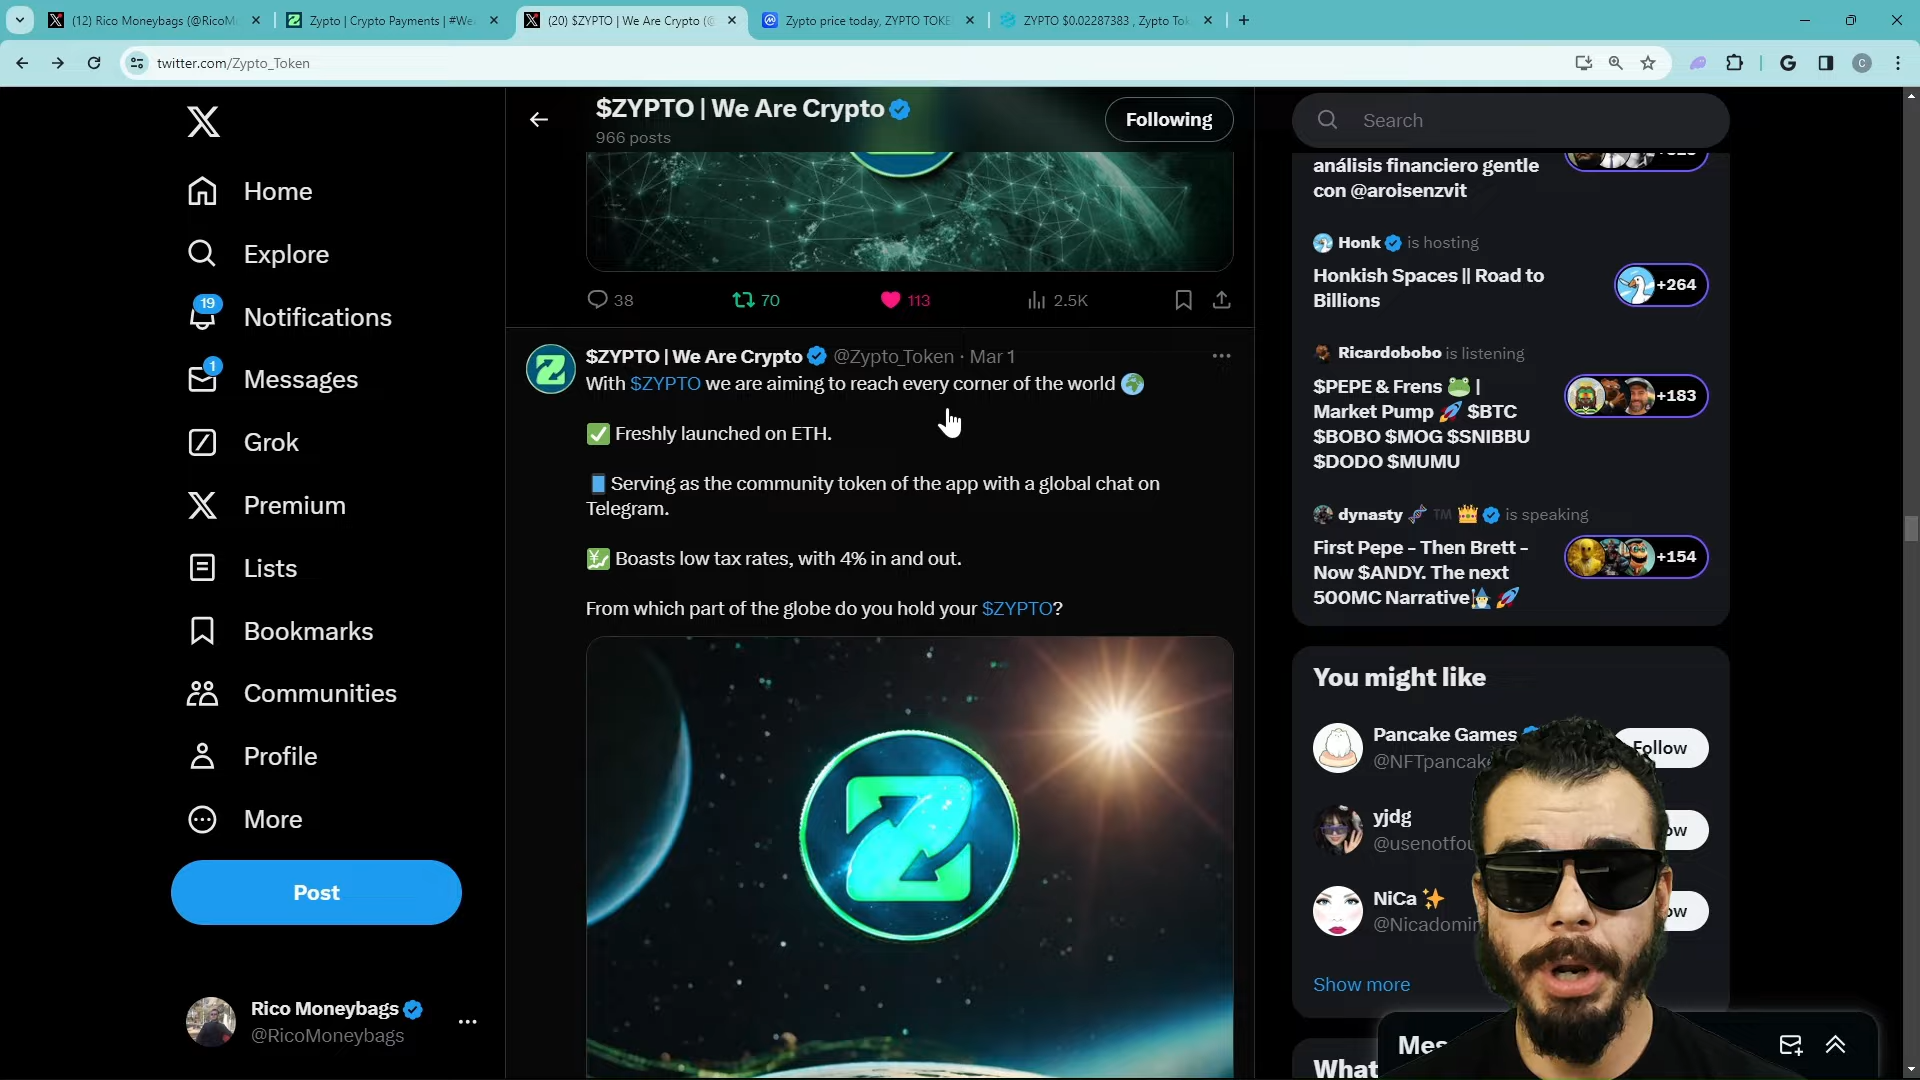 (12) Rico Moneybags (@RicoM
Zypto | Crypto Payments | #We
(20) $ZYPTO | We Are Crypto (@
Zypto price today, ZYPTO TOKE
ZYPTO $0.02287383 , Zypto Tok
twitter.com/Zypto_Token
G
C
X
Home
Explore
19
Notifications
1
Messages
Grok
Premium
Lists
Bookmarks
Communities
Profile
More
Post
Rico Moneybags
@RicoMoneybags
$ZYPTO | We Are Crypto
966 posts
Following
38
70
113
2.5K
$ZYPTO | We Are Crypto @Zypto_Token · Mar 1
With $ZYPTO we are aiming to reach every corner of the world 🌍
✅ Freshly launched on ETH.
Serving as the community token of the app with a global chat on
Telegram.
💹 Boasts low tax rates, with 4% in and out.
From which part of the globe do you hold your $ZYPTO?
Search
análisis financiero gentle
con @aroisenzvit
Honk is hosting
Honkish Spaces || Road to
Billions
+264
Ricardobobo is listening
$PEPE & Frens 🐸 |
Market Pump 🚀 $BTC
$BOBO $MOG $SNIBBU
$DODO $MUMU
+183
dynasty 🧬 TM 👑 is speaking
First Pepe - Then Brett -
Now $ANDY. The next
500MC Narrative🧙‍♂️ 🚀
+154
You might like
Pancake Games
@NFTpancak
Follow
yjdg
@usenotfou
NiCa ✨
@Nicadomin
Show more
Mes
What